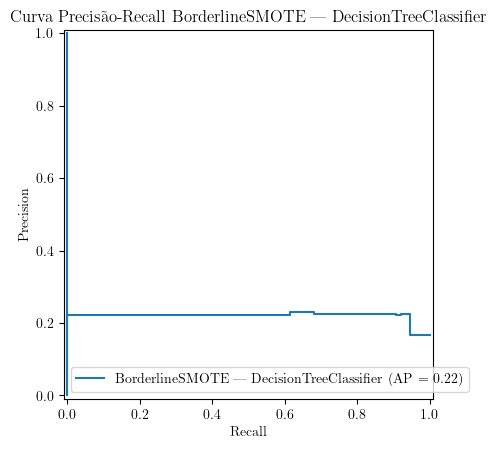 Curva Precisão-Recall BorderlineSMOTE — DecisionTreeClassifier
1.0
0.8
0.6
0.4
0.2
0.0
Precision
BorderlineSMOTE — DecisionTreeClassifier (AP = 0.22)
0.0 0.2 0.4 0.6 0.8 1.0
Recall